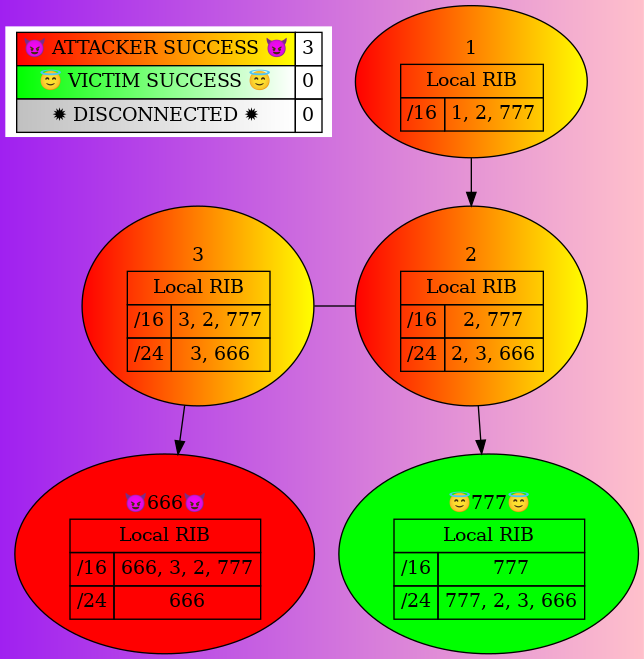 😈 ATTACKER SUCCESS 😈 3
😇 VICTIM SUCCESS 😇 0
✹ DISCONNECTED ✹ 0
1
Local RIB
/16 1, 2, 777
3
Local RIB
/16 3, 2, 777
/24 3, 666
2
Local RIB
/16 2, 777
/24 2, 3, 666
😈666😈
Local RIB
/16 666, 3, 2, 777
/24 666
😇777😇
Local RIB
/16 777
/24 777, 2, 3, 666